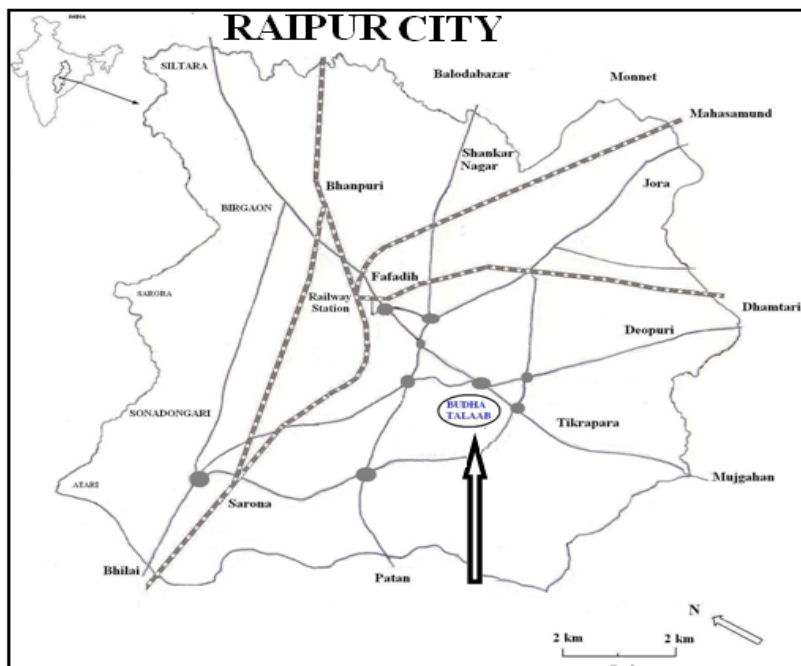 RAIPUR CITY
INDIA
SILTARA
Balodabazar
Monnet
Mahasamund
Shankar
Nagar
Bhanpuri
Jora
BIRGAON
Fafadih
SARORA
Railway
Station
Dhamtari
Deopuri
BUDHA
TALAAB
SONADONGARI
Tikrapara
ATARI
Sarona
Mujgahan
Bhilai
Patan
N
2 km 2 km